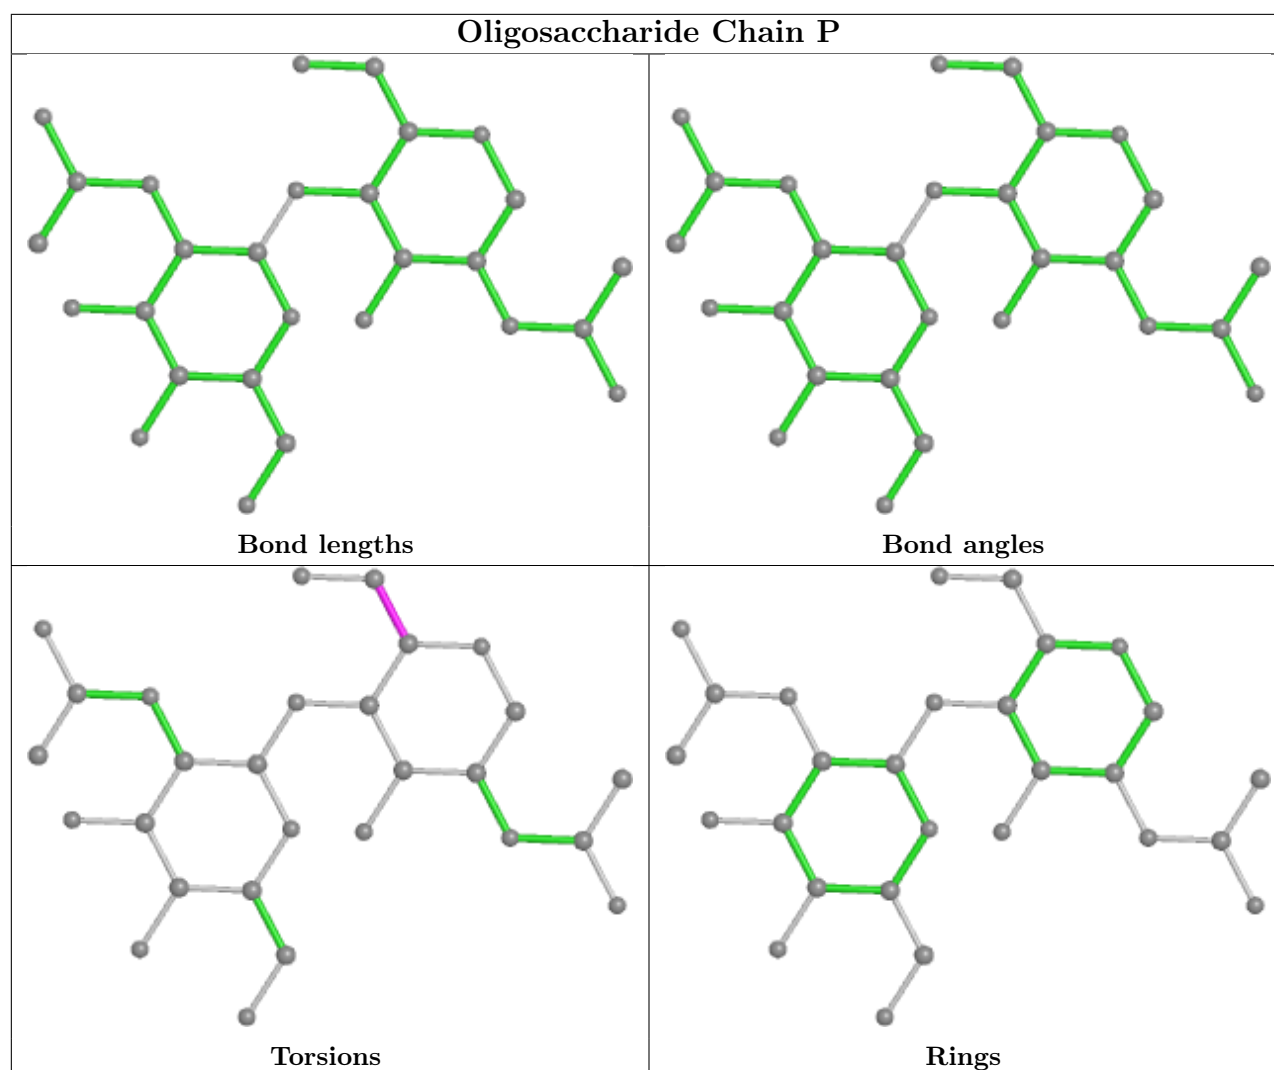 Oligosaccharide Chain P
Bond lengths
Bond angles
Torsions
Rings